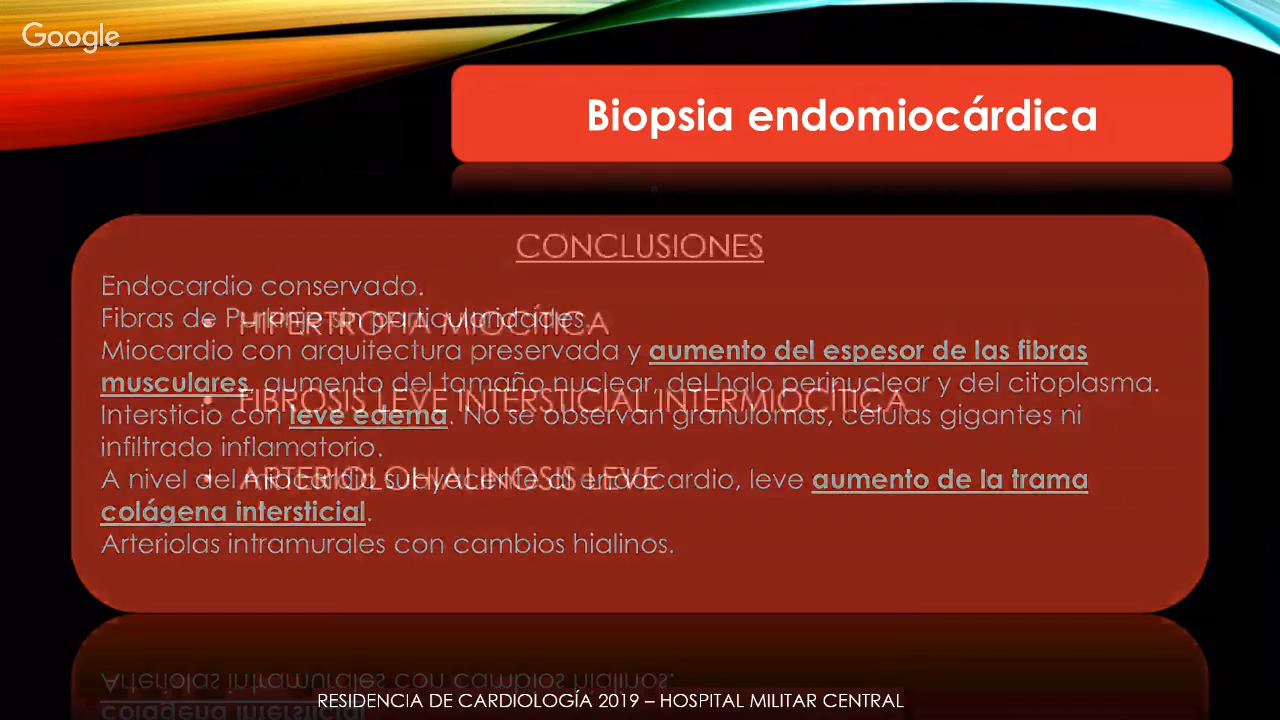 Google
Biopsia endomiocárdica
CONCLUSIONES
Endocardio conservado.
Fibras de Purkinje sin particularidades.
• HIPERTROFIA MIOCÍTICA
Miocardio con arquitectura preservada y aumento del espesor de las fibras
musculares, aumento del tamaño nuclear, del halo perinuclear y del citoplasma.
• FIBROSIS LEVE INTERSTICIAL INTERMIOCÍTICA
Intersticio con leve edema. No se observan granulomas, células gigantes ni
infiltrado inflamatorio.
A nivel del miocardio subyacente al endocardio, leve aumento de la trama
• ARTERIOLOHIALINOSIS LEVE
colágena intersticial.
Arteriolas intramurales con cambios hialinos.
RESIDENCIA DE CARDIOLOGÍA 2019 – HOSPITAL MILITAR CENTRAL